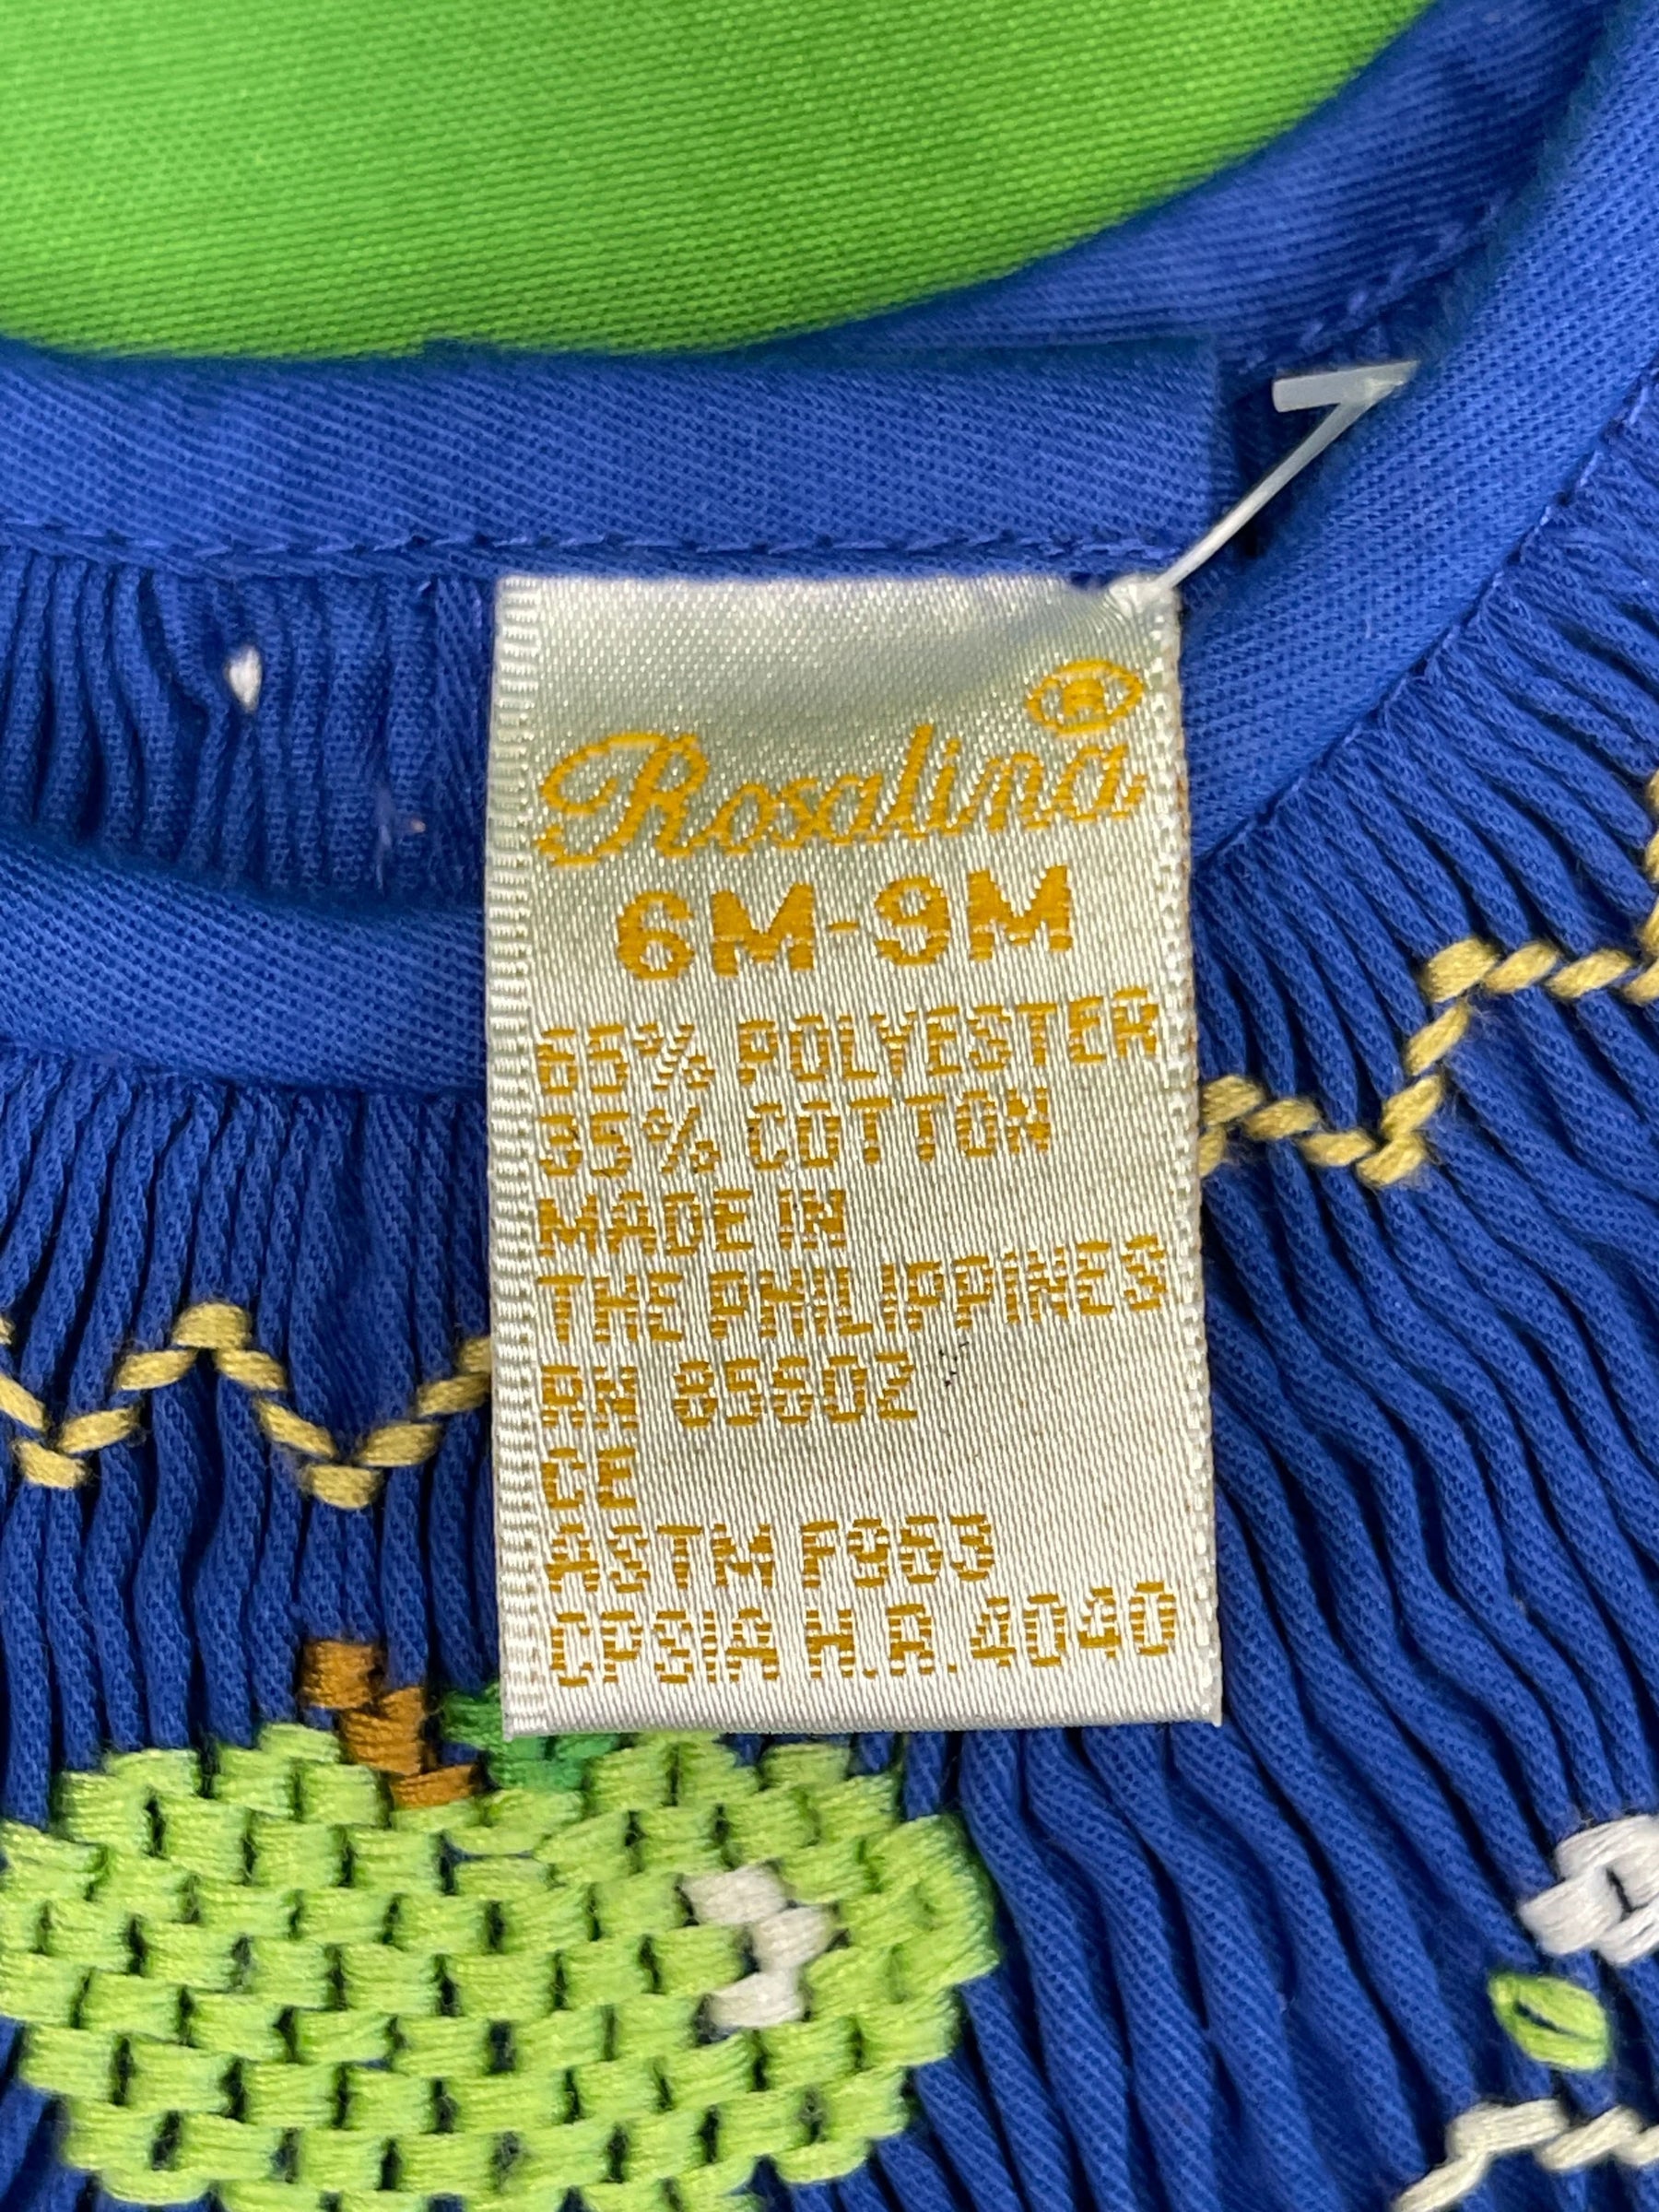 ®
Rosalina
6M-9M
65% POLYESTER
35% COTTON
MADE IN
THE PHILIPPINES
RN 85602
CE
ASTM F963
CPSIA H.R.4040